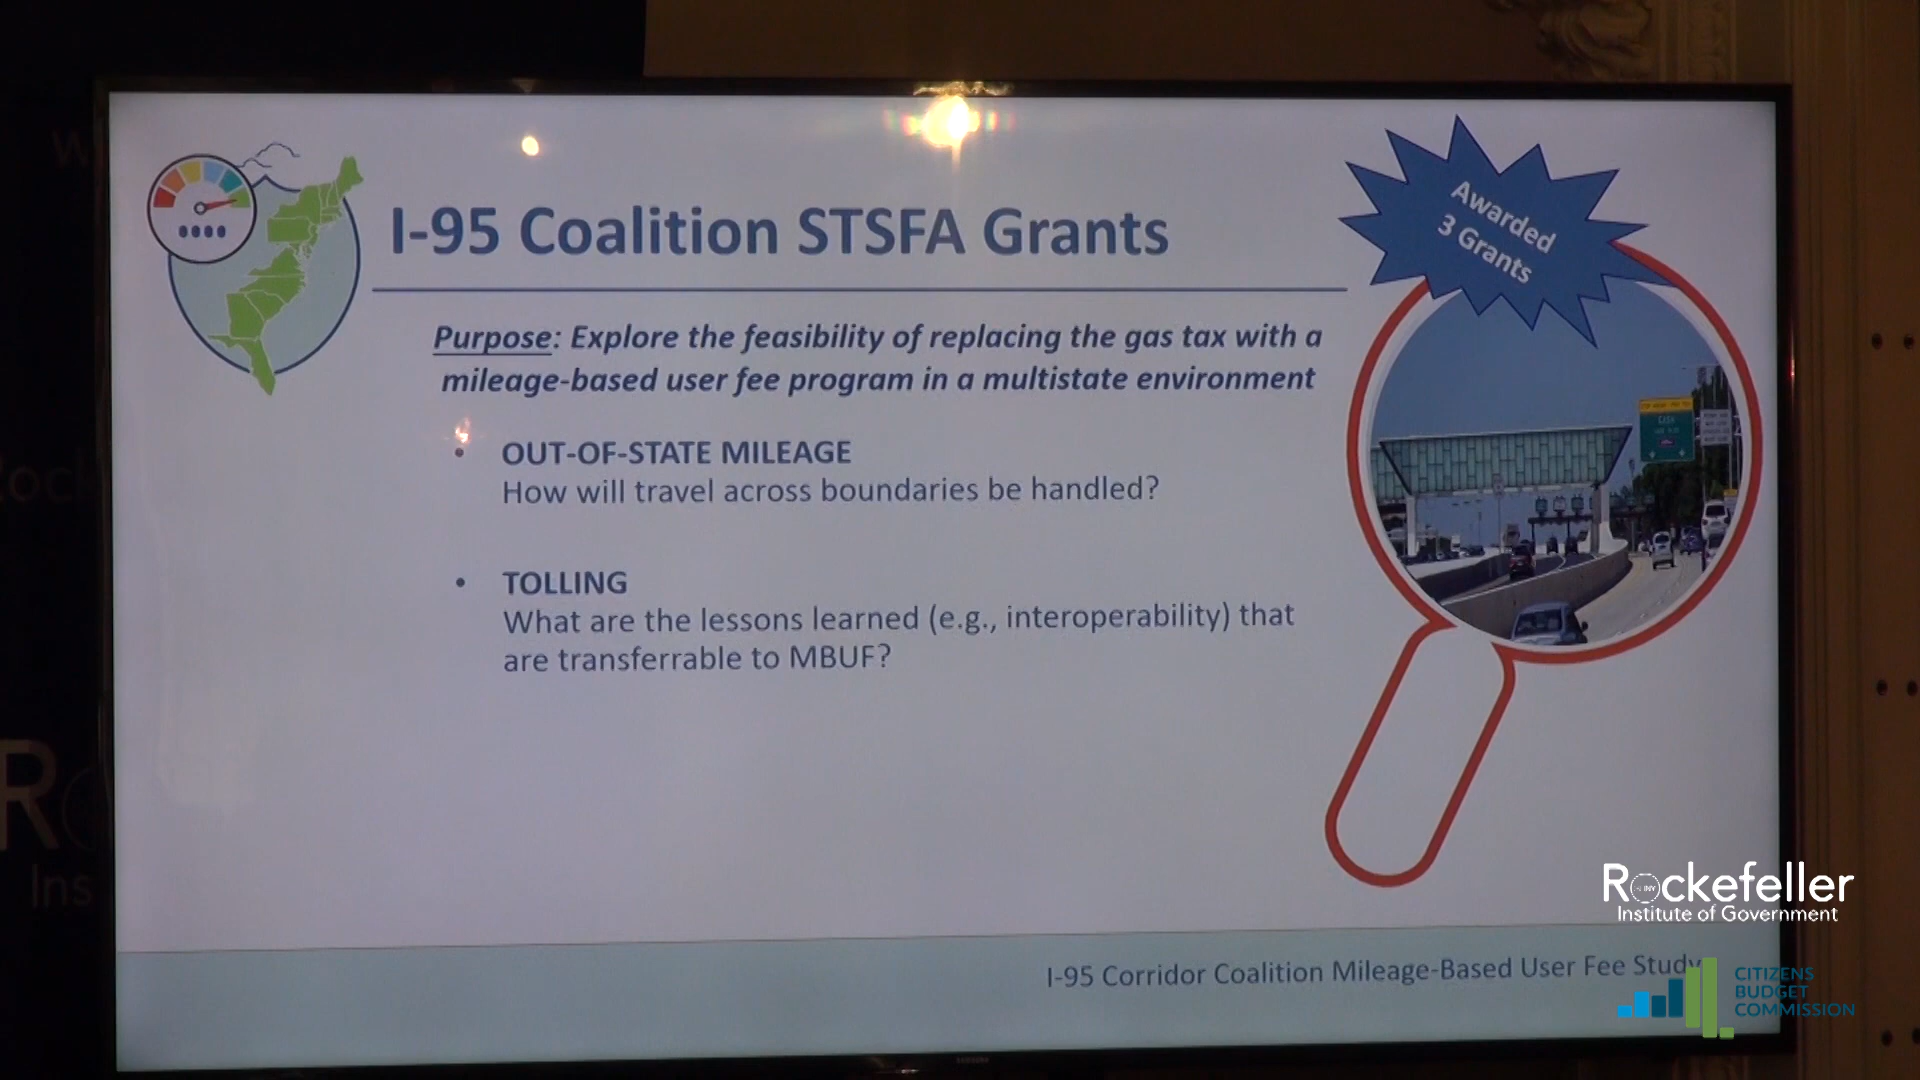 I-95 Coalition STSFA Grants
Awarded
3 Grants
Purpose: Explore the feasibility of replacing the gas tax with a
mileage-based user fee program in a multistate environment
• OUT-OF-STATE MILEAGE
How will travel across boundaries be handled?
• TOLLING
What are the lessons learned (e.g., interoperability) that
are transferrable to MBUF?
I-95 Corridor Coalition Mileage-Based User Fee Study
Rockefeller
Institute of Government
CITIZENS
BUDGET
COMMISSION
SAMSUNG